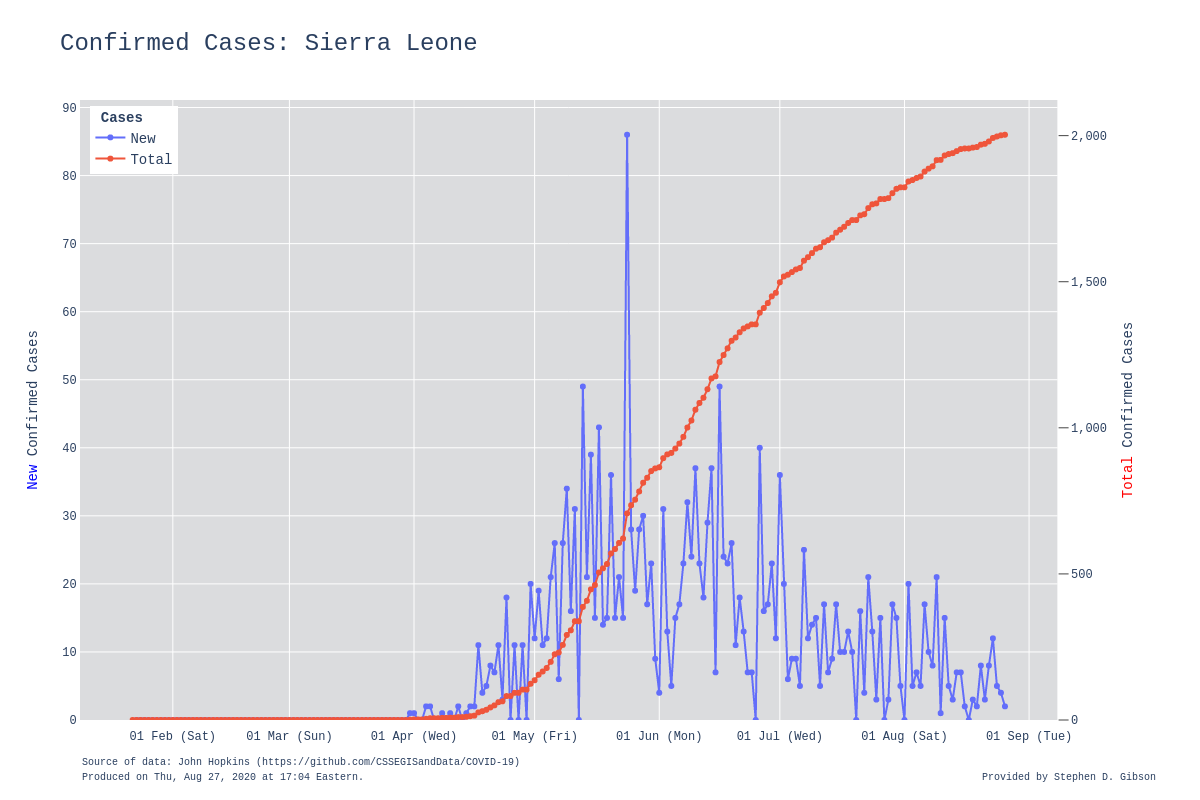 Confirmed Cases: Sierra Leone
Cases
New
Total
90
80
70
60
50
40
30
20
10
0
2,000
1,500
1,000
500
0
New Confirmed Cases
Total Confirmed Cases
01 Feb (Sat) 01 Mar (Sun) 01 Apr (Wed) 01 May (Fri) 01 Jun (Mon) 01 Jul (Wed) 01 Aug (Sat) 01 Sep (Tue)
Source of data: John Hopkins (https://github.com/CSSEGISandData/COVID-19)
Produced on Thu, Aug 27, 2020 at 17:04 Eastern.
Provided by Stephen D. Gibson